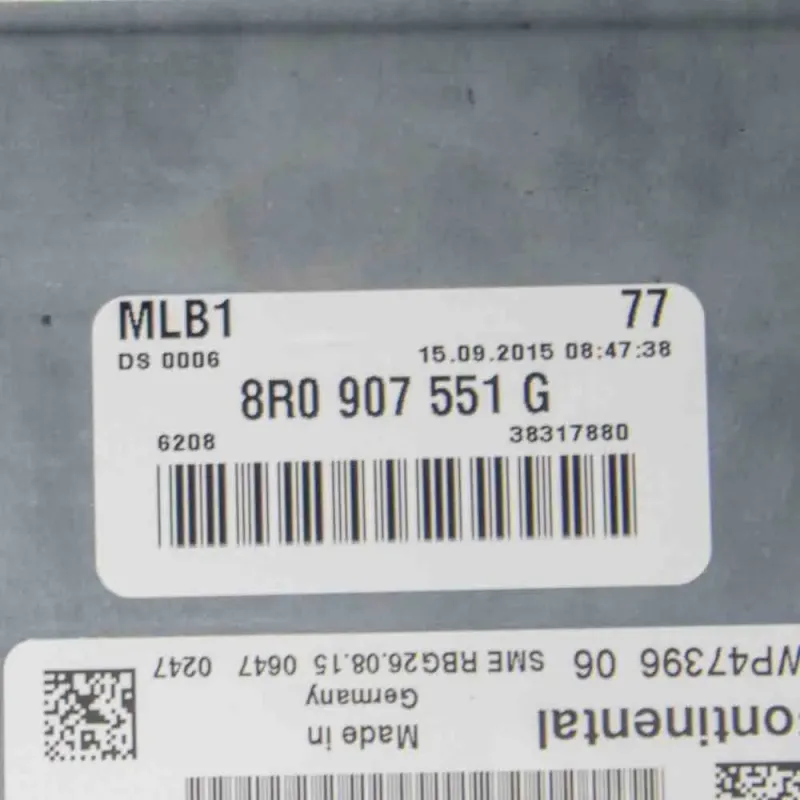 MLB1 77
DS 0006 15.09.2015 08:47:38
8R0 907 551 G
6208 38317880
WP47396 06 SME RBG26.08.15 0647 0247
ontinental
Made in
Germany